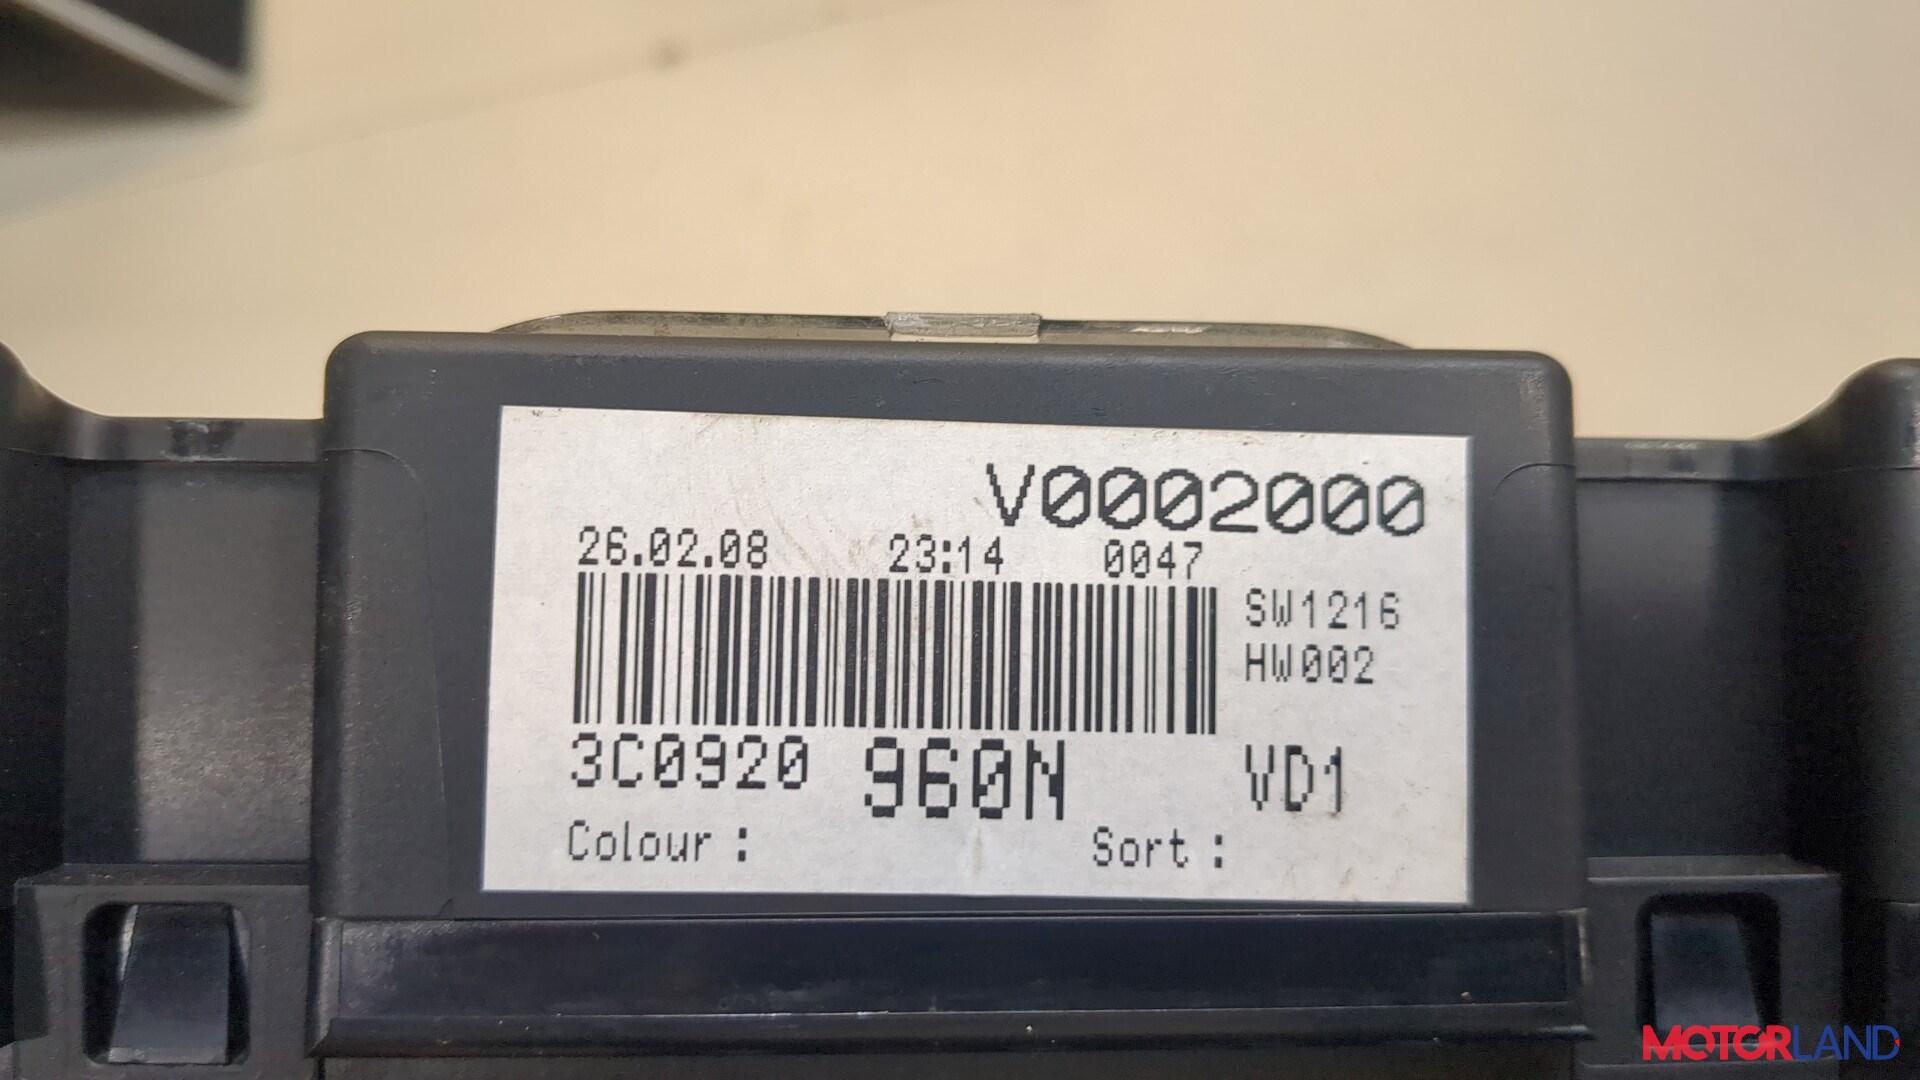 V0002000
26.02.08 23:14 0047
SW1216
HW002
3C0920 960N VD1
Colour : Sort :
MOTORLAND